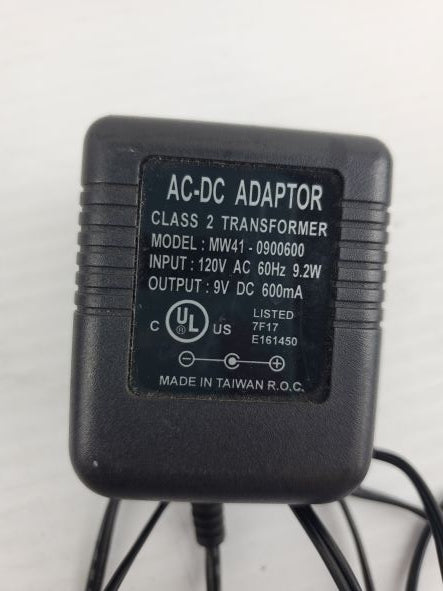 AC-DC ADAPTOR
CLASS 2 TRANSFORMER
MODEL : MW41 - 0900600
INPUT : 120V AC 60Hz 9.2W
OUTPUT : 9V DC 600mA
C UL US
LISTED
7F17
E161450
MADE IN TAIWAN R.O.C.